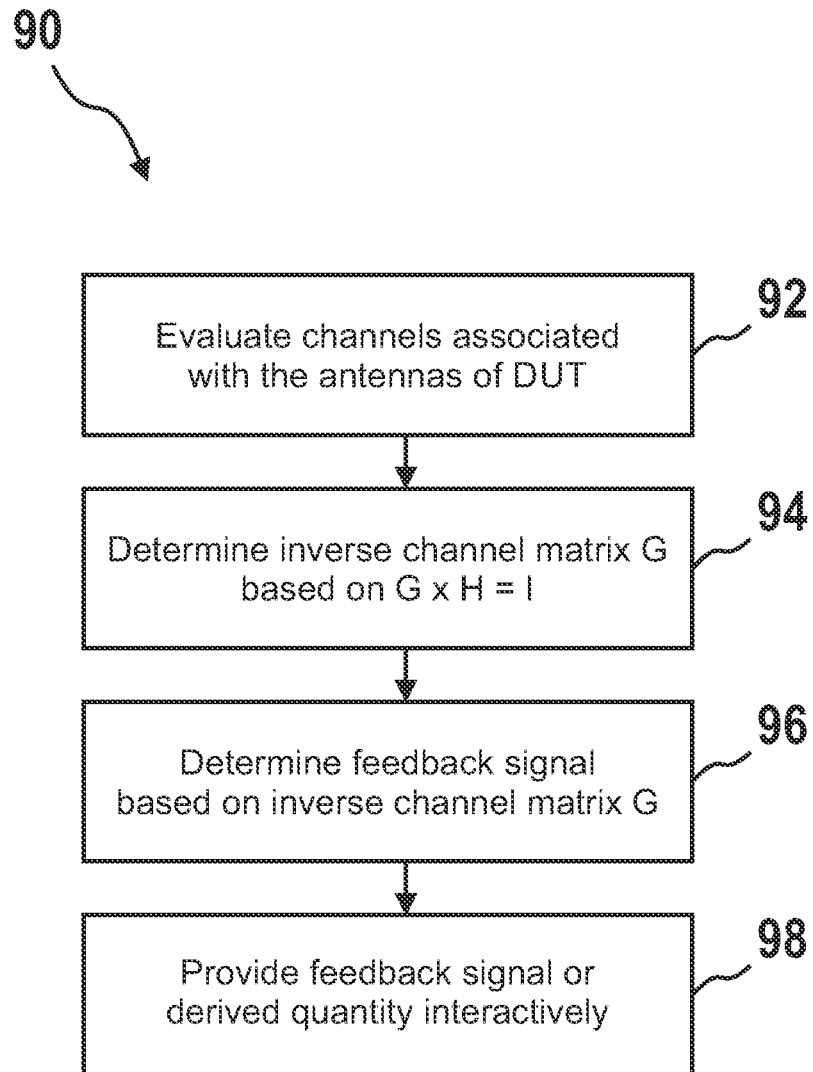 90
92
Evaluate channels associated
with the antennas of DUT
94
Determine inverse channel matrix G
based on G x H = I
96
Determine feedback signal
based on inverse channel matrix G
98
Provide feedback signal or
derived quantity interactively